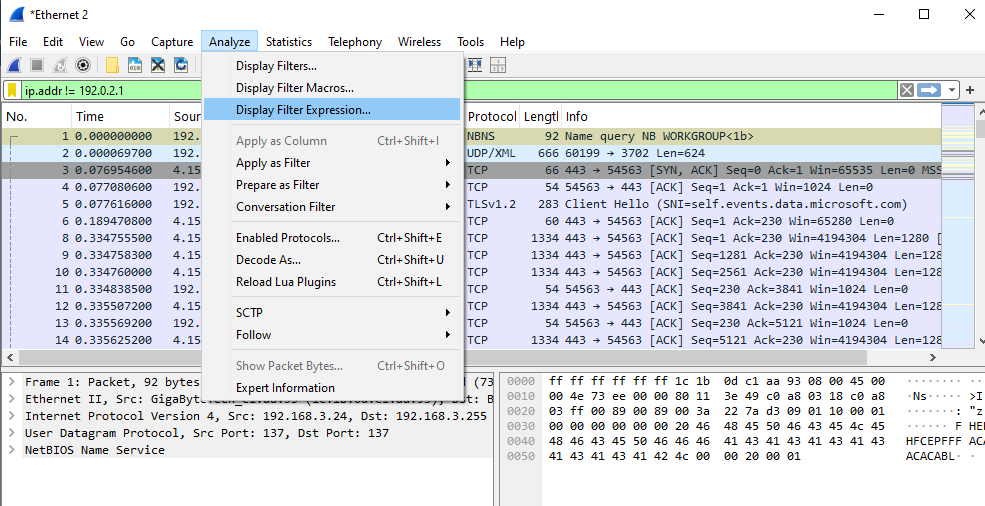 *Ethernet 2
File Edit View Go Capture Analyze Statistics Telephony Wireless Tools Help
ip.addr != 192.0.2.1
Display Filters...
Display Filter Macros...
Display Filter Expression...
Apply as Column Ctrl+Shift+I
Apply as Filter
Prepare as Filter
Conversation Filter
Enabled Protocols... Ctrl+Shift+E
Decode As... Ctrl+Shift+U
Reload Lua Plugins Ctrl+Shift+L
SCTP
Follow
Show Packet Bytes... Ctrl+Shift+O
Expert Information
No. Time Sour Protocol Lengtl Info
1 0.000000000 192. NBNS 92 Name query NB WORKGROUP<1b>
2 0.000069700 192. UDP/XML 666 60199 → 3702 Len=624
3 0.076954600 4.15 TCP 66 443 → 54563 [SYN, ACK] Seq=0 Ack=1 Win=65535 Len=0 MSS
4 0.077080600 192. TCP 54 54563 → 443 [ACK] Seq=1 Ack=1 Win=1024 Len=0
5 0.077616000 192. TLSv1.2 283 Client Hello (SNI=self.events.data.microsoft.com)
6 0.189470800 4.15 TCP 60 443 → 54563 [ACK] Seq=1 Ack=230 Win=65280 Len=0
8 0.334755500 4.15 TCP 1334 443 → 54563 [ACK] Seq=1 Ack=230 Win=4194304 Len=1280 [
9 0.334758300 4.15 TCP 1334 443 → 54563 [ACK] Seq=1281 Ack=230 Win=4194304 Len=128
10 0.334760000 4.15 TCP 1334 443 → 54563 [ACK] Seq=2561 Ack=230 Win=4194304 Len=128
11 0.334838500 192. TCP 54 54563 → 443 [ACK] Seq=230 Ack=3841 Win=1024 Len=0
12 0.335507200 4.15 TCP 1334 443 → 54563 [ACK] Seq=3841 Ack=230 Win=4194304 Len=128
13 0.335569200 192. TCP 54 54563 → 443 [ACK] Seq=230 Ack=5121 Win=1024 Len=0
14 0.335625200 4.15 TCP 1334 443 → 54563 [ACK] Seq=5121 Ack=230 Win=4194304 Len=128
Frame 1: Packet, 92 bytes (73
Ethernet II, Src: GigaByte Dst: B
Internet Protocol Version 4, Src: 192.168.3.24, Dst: 192.168.3.255
User Datagram Protocol, Src Port: 137, Dst Port: 137
NetBIOS Name Service
0000 ff ff ff ff ff ff 1c 1b 0d c1 aa 93 08 00 45 00 ········ ··
0010 00 4e 73 ee 00 00 80 11 3e 49 c0 a8 03 18 c0 a8 ·Ns····· >I
0020 03 ff 00 89 00 89 00 3a 22 7a d3 09 01 10 00 01 ·······: "z
0030 00 00 00 00 00 00 20 46 48 45 50 46 43 45 4c 45 ······ F HEP
0040 48 46 43 45 50 46 46 46 41 43 41 43 41 43 41 43 HFCEPFFF ACA
0050 41 43 41 43 41 42 4c 00 00 20 00 01 ACACABL· ·